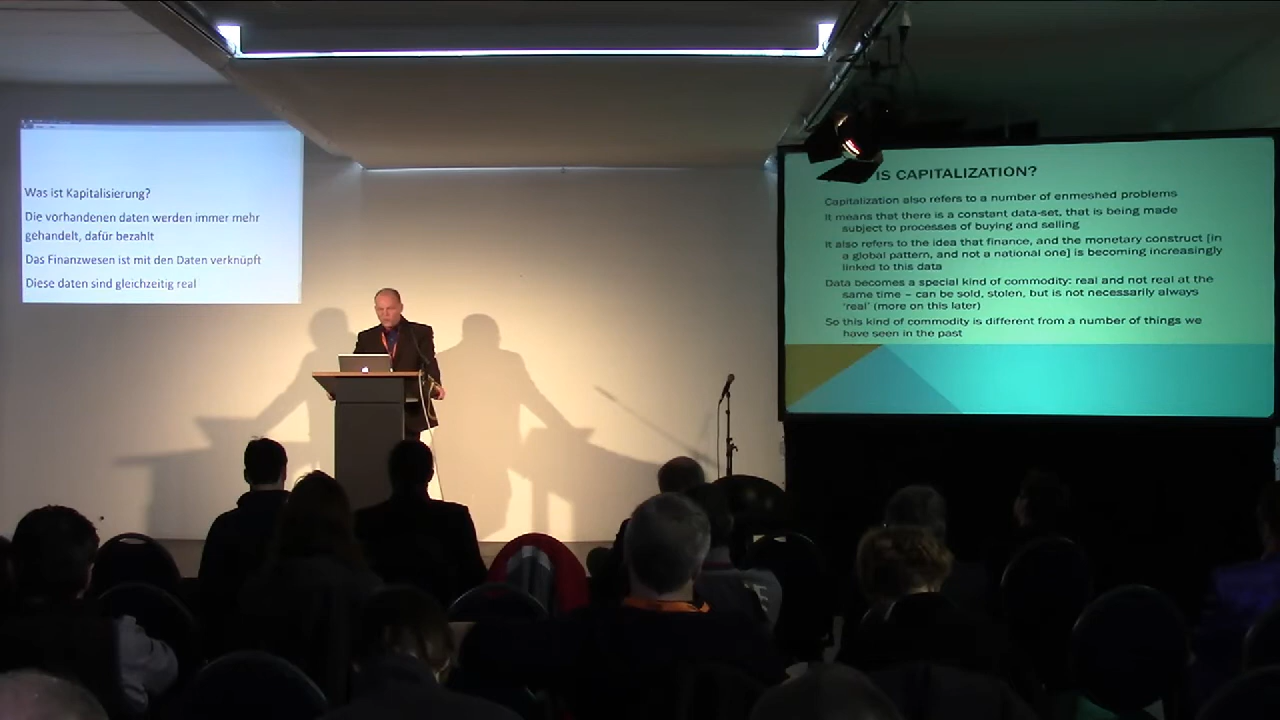 Was ist Kapitalisierung?
Die vorhandenen daten werden immer mehr
gehandelt, dafür bezahlt
Das Finanzwesen ist mit den Daten verknüpft
Diese daten sind gleichzeitig real
IS CAPITALIZATION?
Capitalization also refers to a number of enmeshed problems
It means that there is a constant data-set, that is being made
subject to processes of buying and selling
It also refers to the idea that finance, and the monetary construct [in
a global pattern, and not a national one] is becoming increasingly
linked to this data
Data becomes a special kind of commodity: real and not real at the
same time – can be sold, stolen, but is not necessarily always
'real' (more on this later)
So this kind of commodity is different from a number of things we
have seen in the past